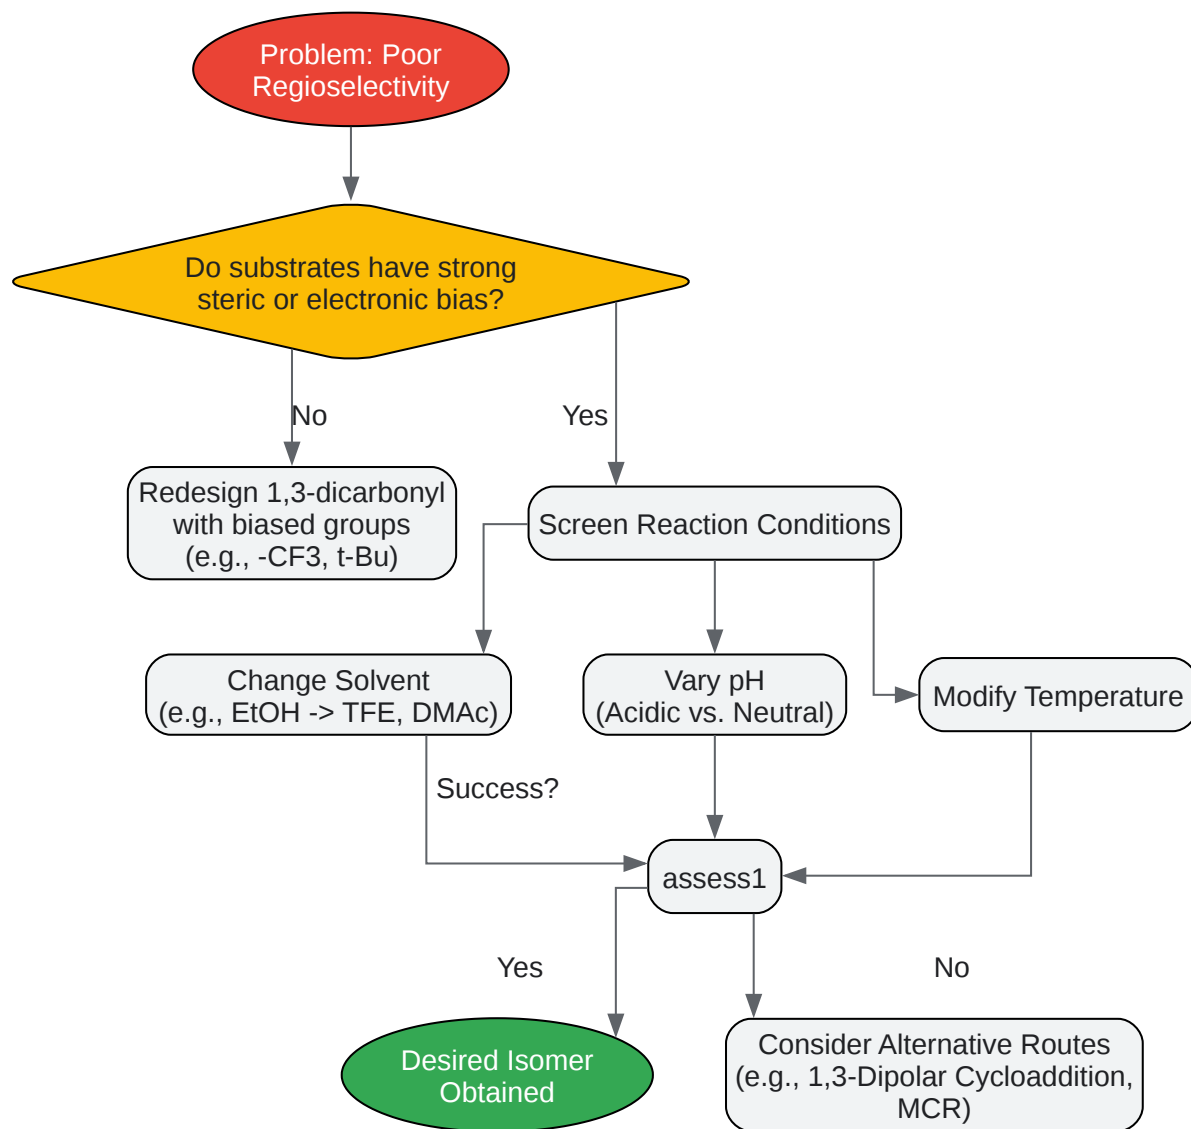 Problem: Poor
Regioselectivity
Do substrates have strong
steric or electronic bias?
No
Yes
Redesign 1,3-dicarbonyl
with biased groups
(e.g., -CF3, t-Bu)
Screen Reaction Conditions
Change Solvent
(e.g., EtOH -> TFE, DMAc)
Vary pH
(Acidic vs. Neutral)
Modify Temperature
Success?
assess1
Yes
No
Desired Isomer
Obtained
Consider Alternative Routes
(e.g., 1,3-Dipolar Cycloaddition,
MCR)